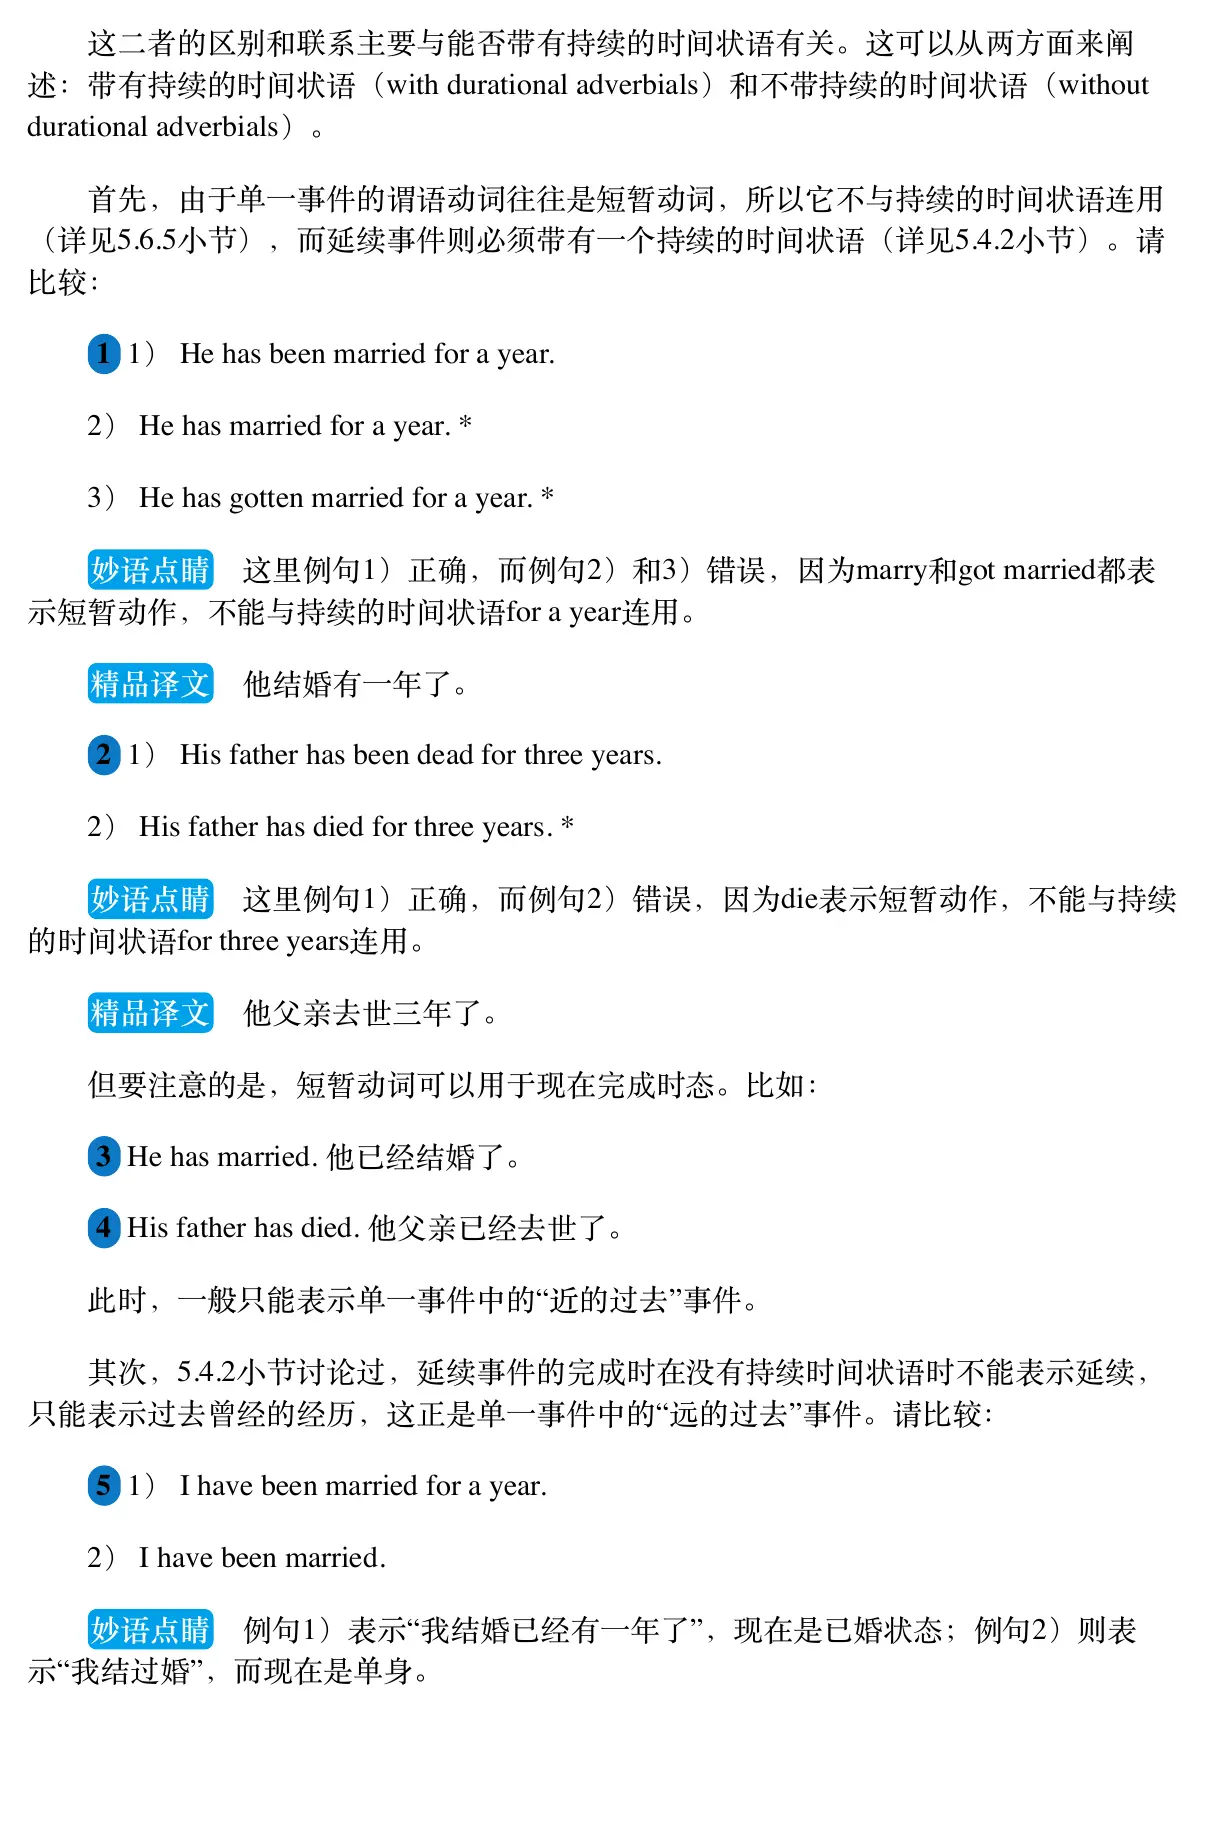 这二者的区别和联系主要与能否带有持续的时间状语有关。这可以从两方面来阐
述：带有持续的时间状语（with durational adverbials）和不带持续的时间状语（without
durational adverbials）。
首先，由于单一事件的谓语动词往往是短暂动词，所以它不与持续的时间状语连用
（详见5.6.5小节），而延续事件则必须带有一个持续的时间状语（详见5.4.2小节）。请
比较：
1 1） He has been married for a year.
2） He has married for a year. *
3） He has gotten married for a year. *
妙语点睛 这里例句1）正确，而例句2）和3）错误，因为marry和got married都表
示短暂动作，不能与持续的时间状语for a year连用。
精品译文 他结婚有一年了。
2 1） His father has been dead for three years.
2） His father has died for three years. *
妙语点睛 这里例句1）正确，而例句2）错误，因为die表示短暂动作，不能与持续
的时间状语for three years连用。
精品译文 他父亲去世三年了。
但要注意的是，短暂动词可以用于现在完成时态。比如：
3 He has married. 他已经结婚了。
4 His father has died. 他父亲已经去世了。
此时，一般只能表示单一事件中的“近的过去”事件。
其次，5.4.2小节讨论过，延续事件的完成时在没有持续时间状语时不能表示延续，
只能表示过去曾经的经历，这正是单一事件中的“远的过去”事件。请比较：
5 1） I have been married for a year.
2） I have been married.
妙语点睛 例句1）表示“我结婚已经有一年了”，现在是已婚状态；例句2）则表
示“我结过婚”，而现在是单身。